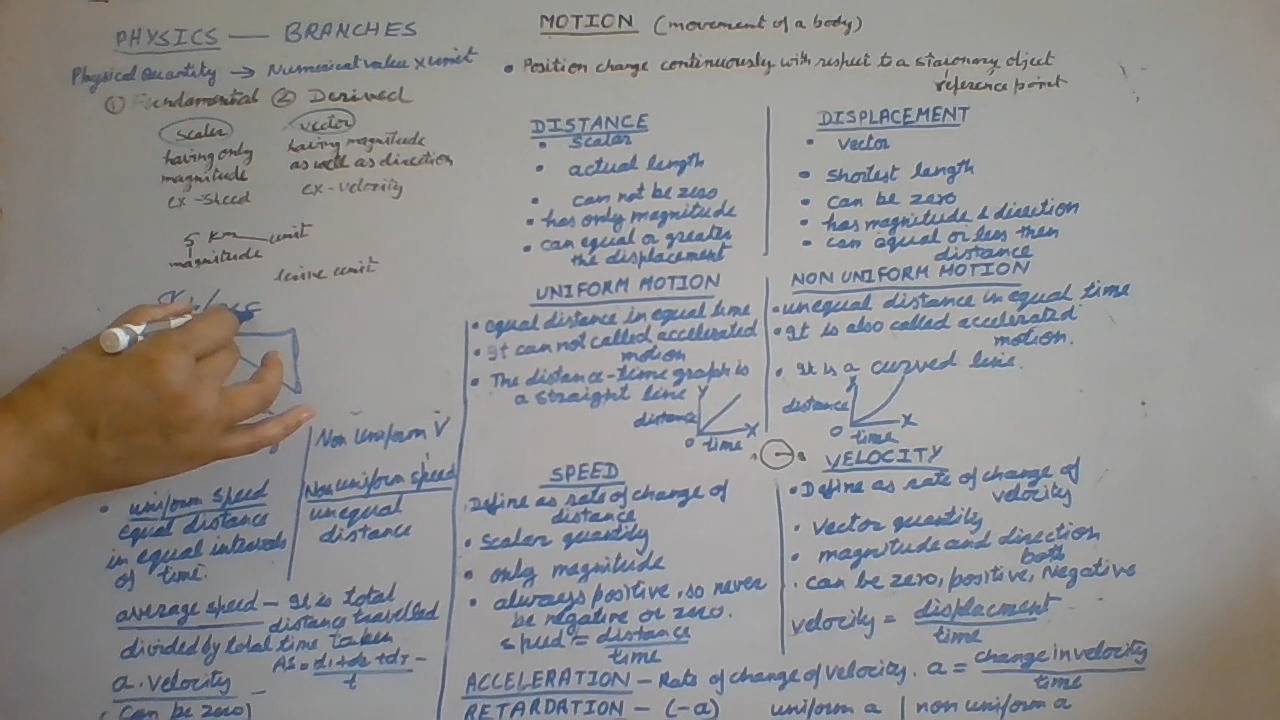 PHYSICS — BRANCHES
Physical Quantity → Numerical value x unit
① Fundamental ② Derived
scaler
having only
magnitude
ex - speed
vector
having magnitude
as well as direction
ex - velocity
5 km — unit
magnitude
Non Uniform V
Non uniform speed
unequal
distance
• uniform speed
equal distance
in equal intervals
of time.
average speed - It is total
distance travelled
divided by total time taken
AS = d1+d2+dT -
t
a. velocity -
(can be zero)
MOTION (movement of a body)
• Position change continuously with respect to a stationary object
reference point
DISTANCE
• Scalar
• actual length
• can not be zero
• has only magnitude
• can equal or greater
the displacement
DISPLACEMENT
• vector
• shortest length
• can be zero
• has magnitude & direction
• can equal or less then
distance
UNIFORM MOTION
• equal distance in equal time
• It can not called accelerated
motion
• The distance-time graph is
a straight line
Y
distance
O time X
NON UNIFORM MOTION
• unequal distance in equal time
• It is also called accelerated
motion.
• It is a curved line.
Y
distance
O time X
SPEED
• Define as rate of change of
distance
• Scalar quantity
• only magnitude
• always positive, so never
be negative or zero.
speed = distance
time
VELOCITY
• Define as rate of change of
velocity
• vector quantity
• magnitude and direction
both
• can be zero, positive, Negative
velocity = displacment
time
ACCELERATION - Rate of change of velocity. a = change in velocity
time
RETARDATION - (-a) uniform a | non uniform a